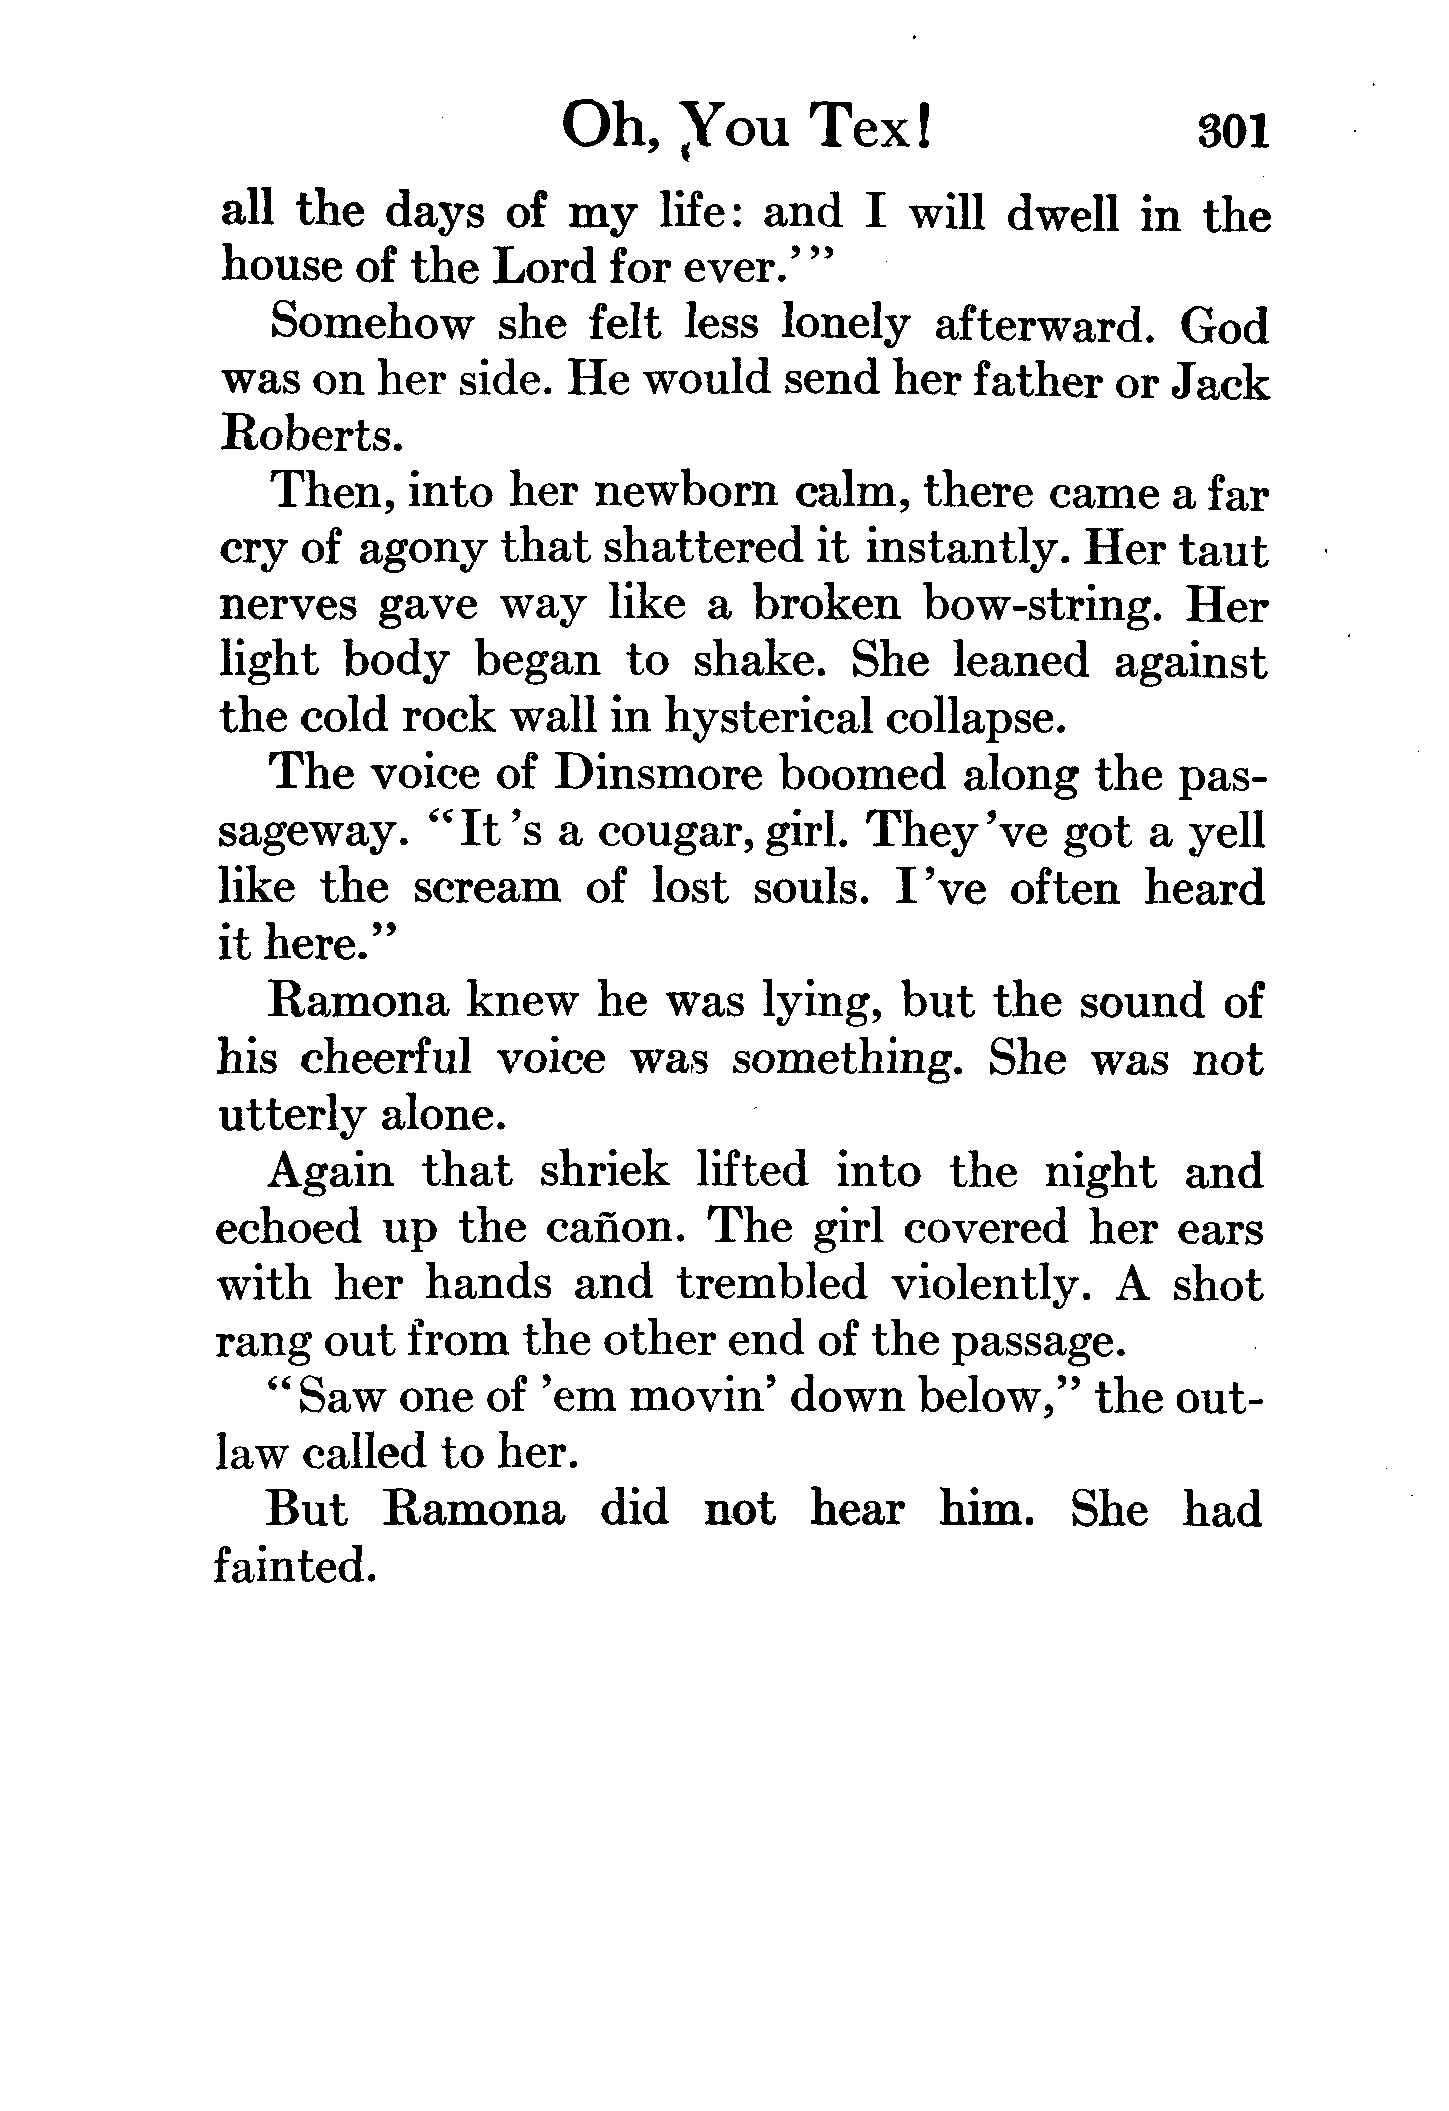 Oh, You Tex! 301
all the days of my life: and I will dwell in the
house of the Lord for ever.'"
Somehow she felt less lonely afterward. God
was on her side. He would send her father or Jack
Roberts.
Then, into her newborn calm, there came a far
cry of agony that shattered it instantly. Her taut
nerves gave way like a broken bow-string. Her
light body began to shake. She leaned against
the cold rock wall in hysterical collapse.
The voice of Dinsmore boomed along the pas-
sageway. "It's a cougar, girl. They've got a yell
like the scream of lost souls. I've often heard
it here."
Ramona knew he was lying, but the sound of
his cheerful voice was something. She was not
utterly alone.
Again that shriek lifted into the night and
echoed up the cañon. The girl covered her ears
with her hands and trembled violently. A shot
rang out from the other end of the passage.
"Saw one of 'em movin' down below," the out-
law called to her.
But Ramona did not hear him. She had
fainted.